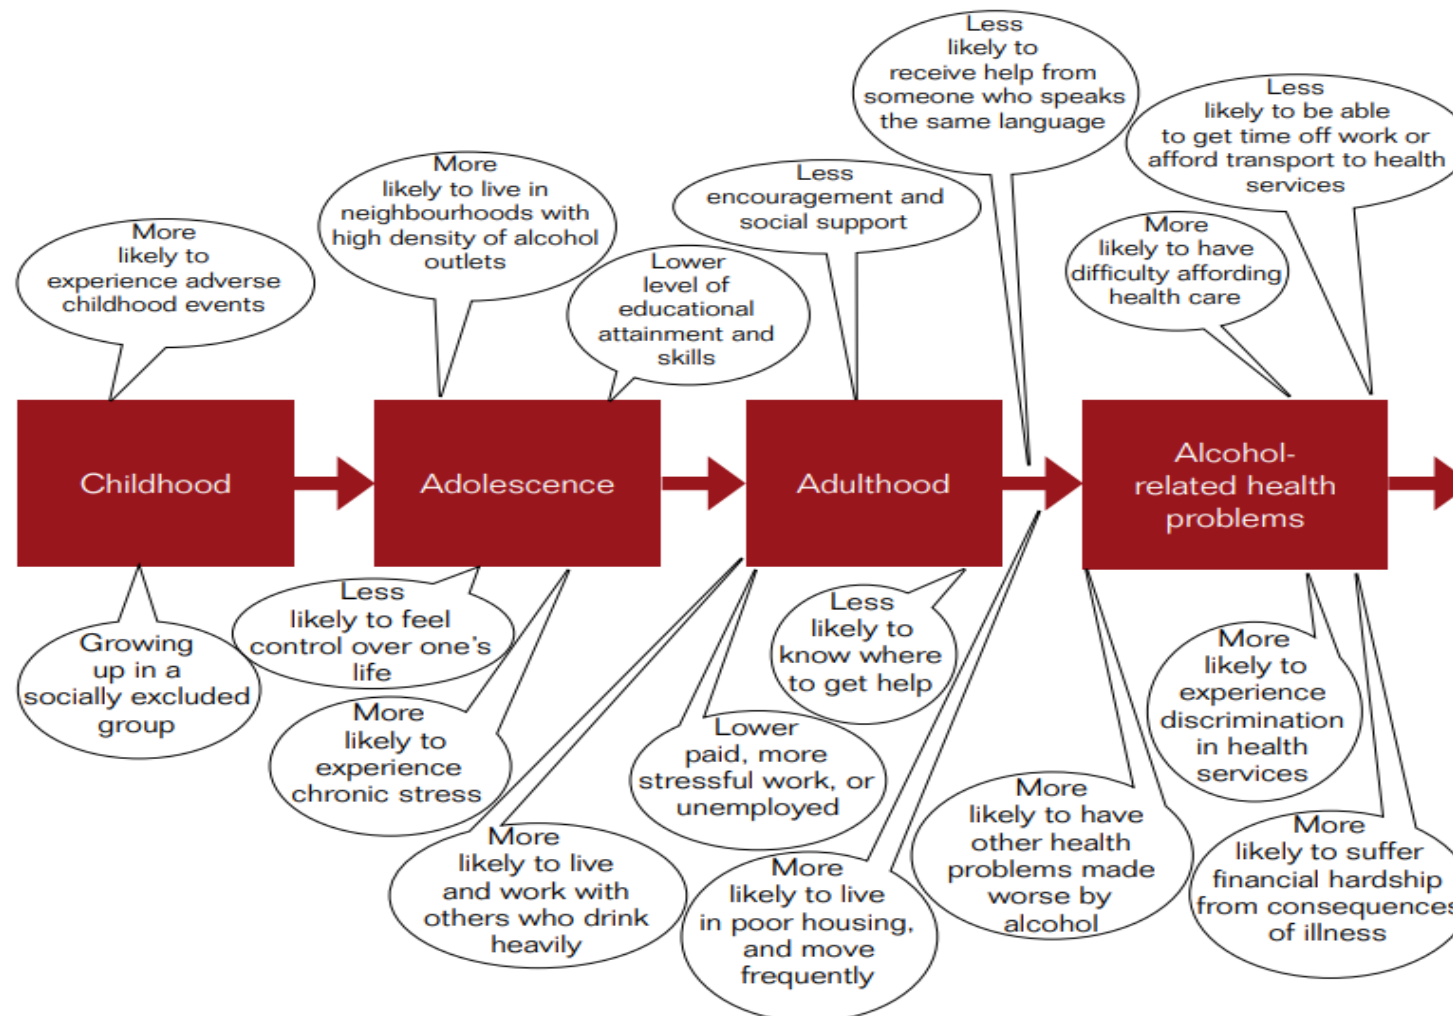 Less
likely to
receive help from
someone who speaks
the same language
Less
likely to be able
to get time off work or
afford transport to health
services
More
likely to live in
neighbourhoods with
high density of alcohol
outlets
Less
encouragement and
social support
More
likely to
experience adverse
childhood events
More
likely to have
difficulty affording
health care
Lower
level of
educational
attainment and
skills
Childhood
Adolescence
Adulthood
Alcohol-
related health
problems
Growing
up in a
socially excluded
group
Less
likely to feel
control over one's
life
More
likely to
experience
chronic stress
More
likely to live
and work with
others who drink
heavily
Lower
paid, more
stressful work, or
unemployed
Less
likely to
know where
to get help
More
likely to live
in poor housing,
and move
frequently
More
likely to have
other health
problems made
worse by
alcohol
More
likely to
experience
discrimination
in health
services
More
likely to suffer
financial hardship
from consequences
of illness